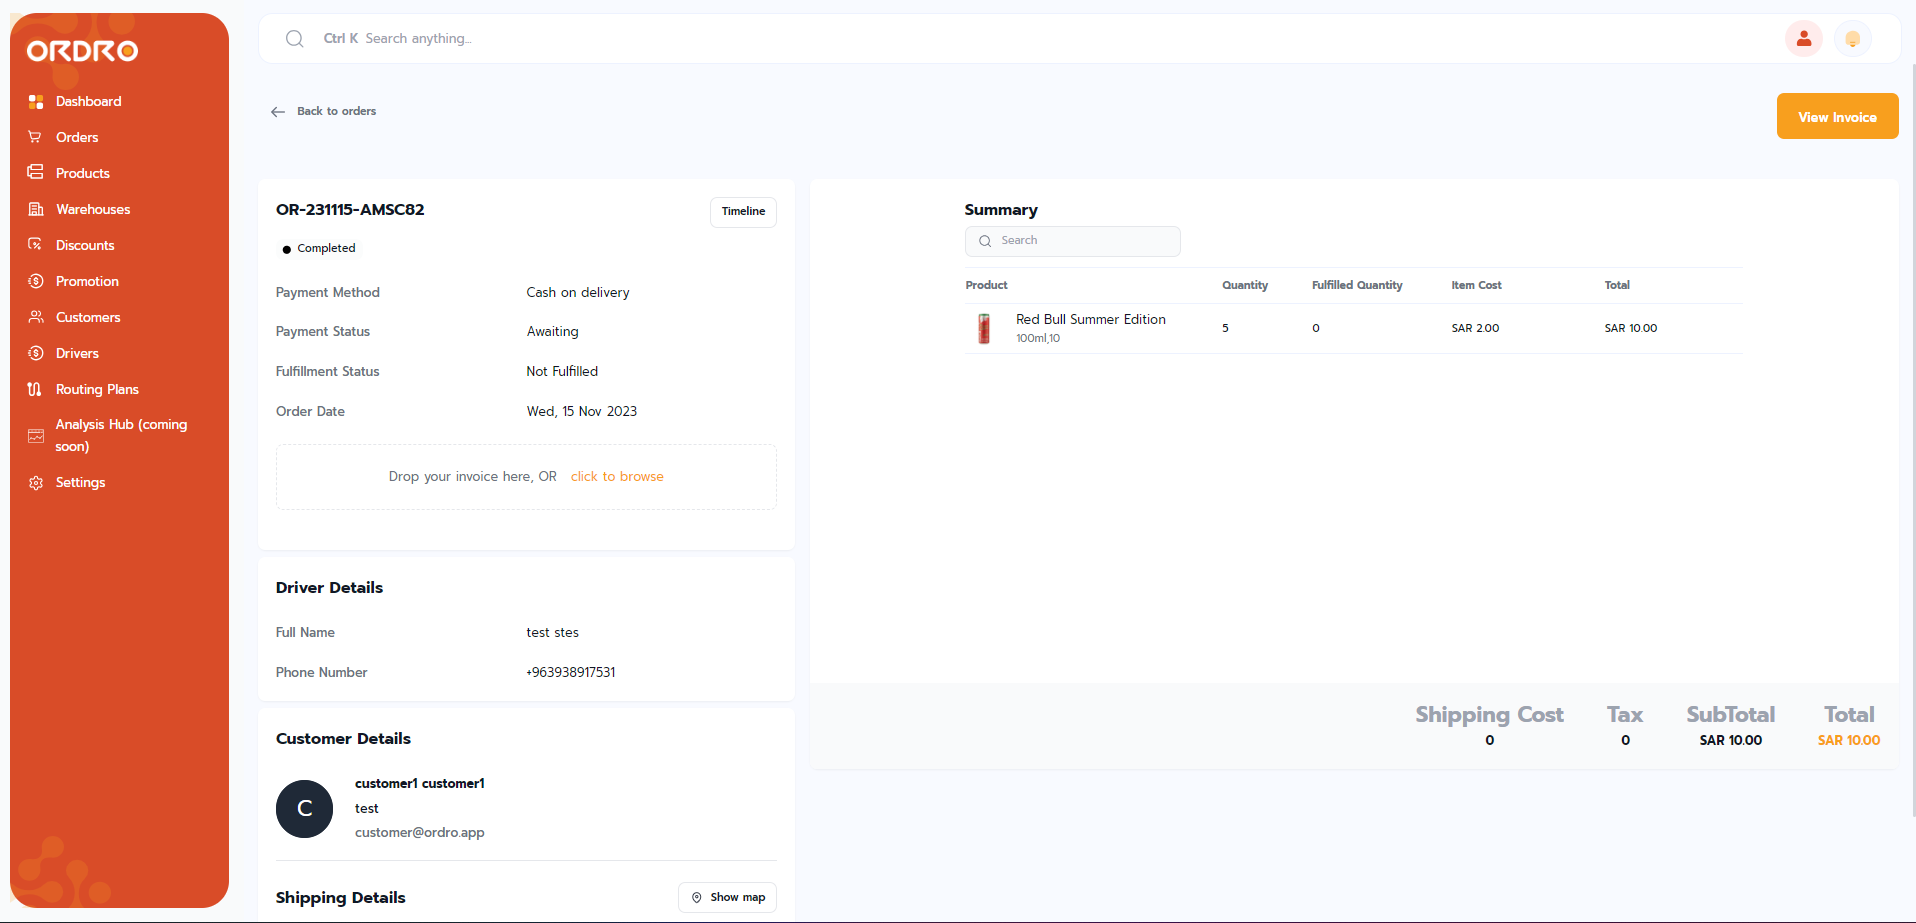 ORDRO
Dashboard
Orders
Products
Warehouses
Discounts
Promotion
Customers
Drivers
Routing Plans
Analysis Hub (coming
soon)
Settings
Ctrl K Search anything...
Back to orders
View Invoice
OR-231115-AMSC82
Timeline
Completed
Payment Method Cash on delivery
Payment Status Awaiting
Fulfillment Status Not Fulfilled
Order Date Wed, 15 Nov 2023
Drop your invoice here, OR click to browse
Driver Details
Full Name test stes
Phone Number +963938917531
Customer Details
C
customer1 customer1
test
customer@ordro.app
Shipping Details
Show map
Summary
Search
Product Quantity Fulfilled Quantity Item Cost Total
Red Bull Summer Edition 5 0 SAR 2.00 SAR 10.00
100ml,10
Shipping Cost Tax SubTotal Total
0 0 SAR 10.00 SAR 10.00